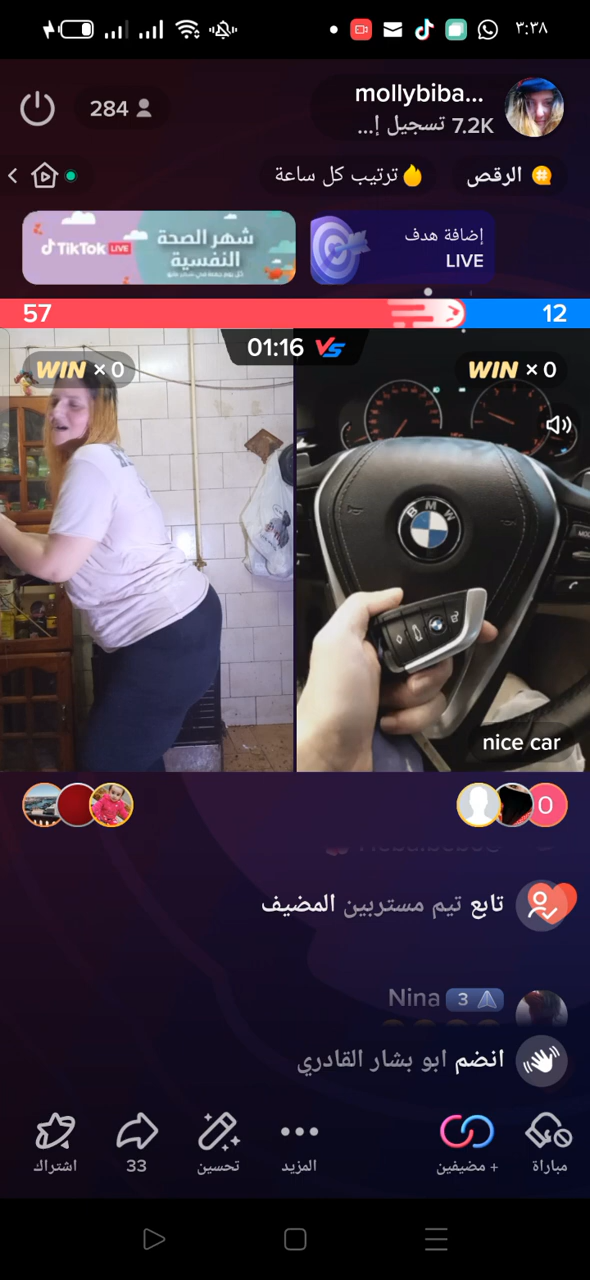 ٣:٣٨
mollybiba...
7.2K تسجيل إ...
284
الرقص
ترتيب كل ساعة
إضافة هدف
LIVE
شهر الصحة
النفسية
TikTok LIVE
57
12
01:16 VS
WIN × 0
WIN × 0
BMW
nice car
0
تابع تيم مستربين المضيف
Nina 3
انضم ابو بشار القادري
مباراة
+ مضيفين
المزيد
تحسين
33
اشتراك